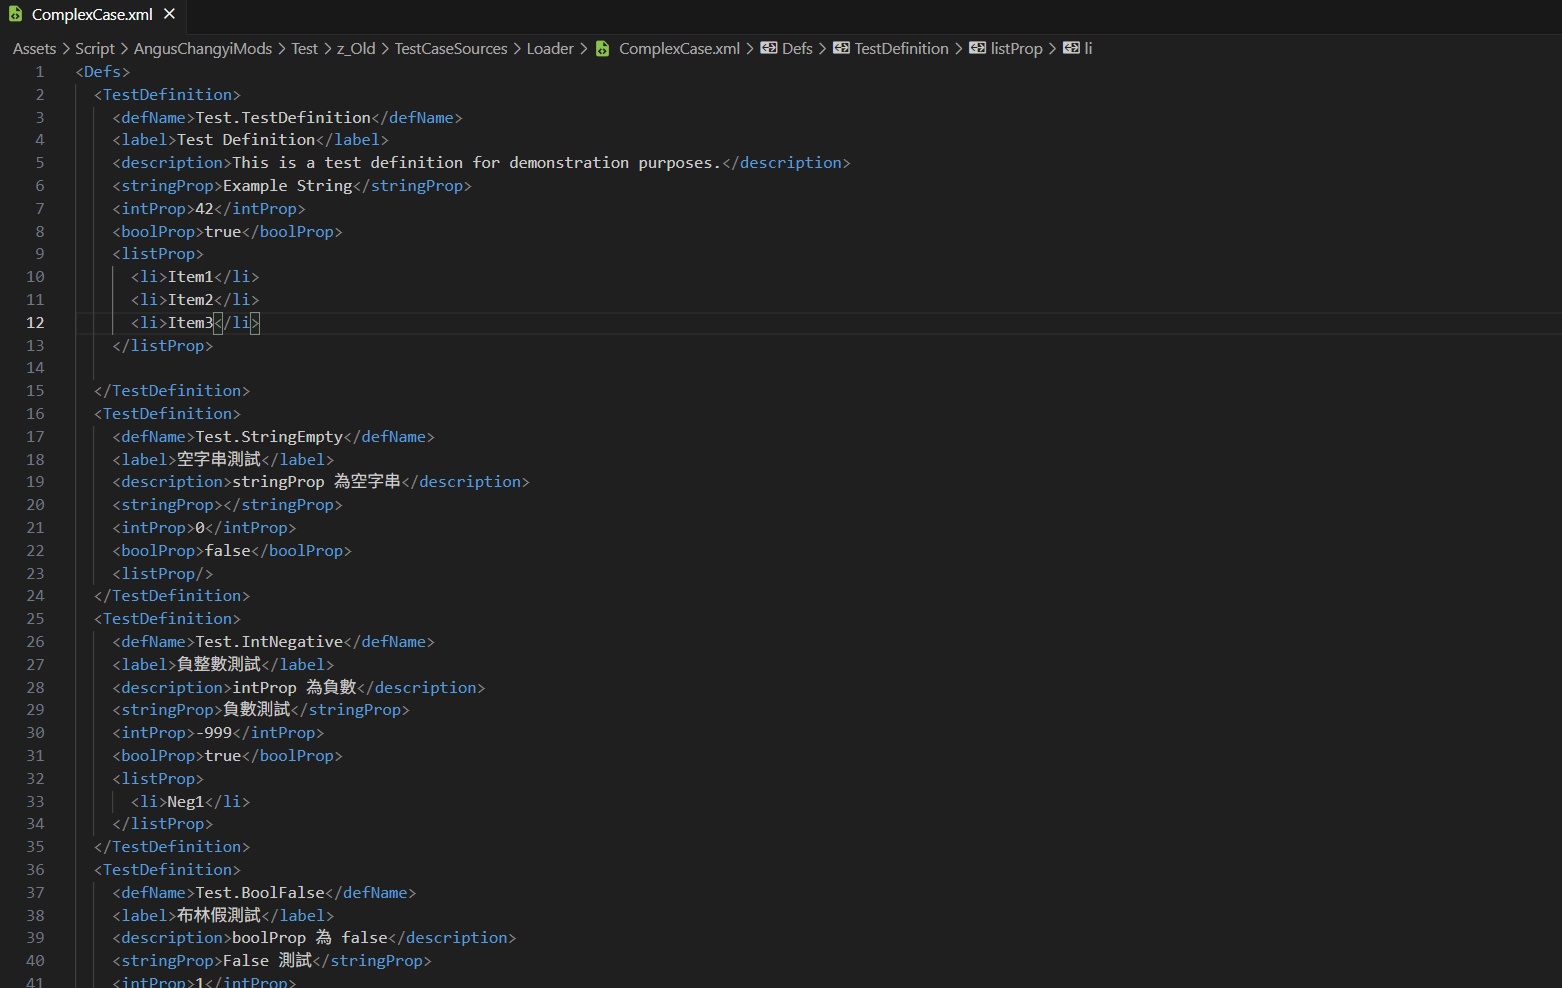 ComplexCase.xml ×
Assets > Script > AngusChangyiMods > Test > z_Old > TestCaseSources > Loader > ComplexCase.xml > Defs > TestDefinition > listProp > li
1 <Defs>
2 <TestDefinition>
3 <defName>Test.TestDefinition</defName>
4 <label>Test Definition</label>
5 <description>This is a test definition for demonstration purposes.</description>
6 <stringProp>Example String</stringProp>
7 <intProp>42</intProp>
8 <boolProp>true</boolProp>
9 <listProp>
10 <li>Item1</li>
11 <li>Item2</li>
12 <li>Item3</li>
13 </listProp>
14
15 </TestDefinition>
16 <TestDefinition>
17 <defName>Test.StringEmpty</defName>
18 <label>空字串測試</label>
19 <description>stringProp 為空字串</description>
20 <stringProp></stringProp>
21 <intProp>0</intProp>
22 <boolProp>false</boolProp>
23 <listProp/>
24 </TestDefinition>
25 <TestDefinition>
26 <defName>Test.IntNegative</defName>
27 <label>負整數測試</label>
28 <description>intProp 為負數</description>
29 <stringProp>負數測試</stringProp>
30 <intProp>-999</intProp>
31 <boolProp>true</boolProp>
32 <listProp>
33 <li>Neg1</li>
34 </listProp>
35 </TestDefinition>
36 <TestDefinition>
37 <defName>Test.BoolFalse</defName>
38 <label>布林假測試</label>
39 <description>boolProp 為 false</description>
40 <stringProp>False 測試</stringProp>
41 <intProp>1</intProp>